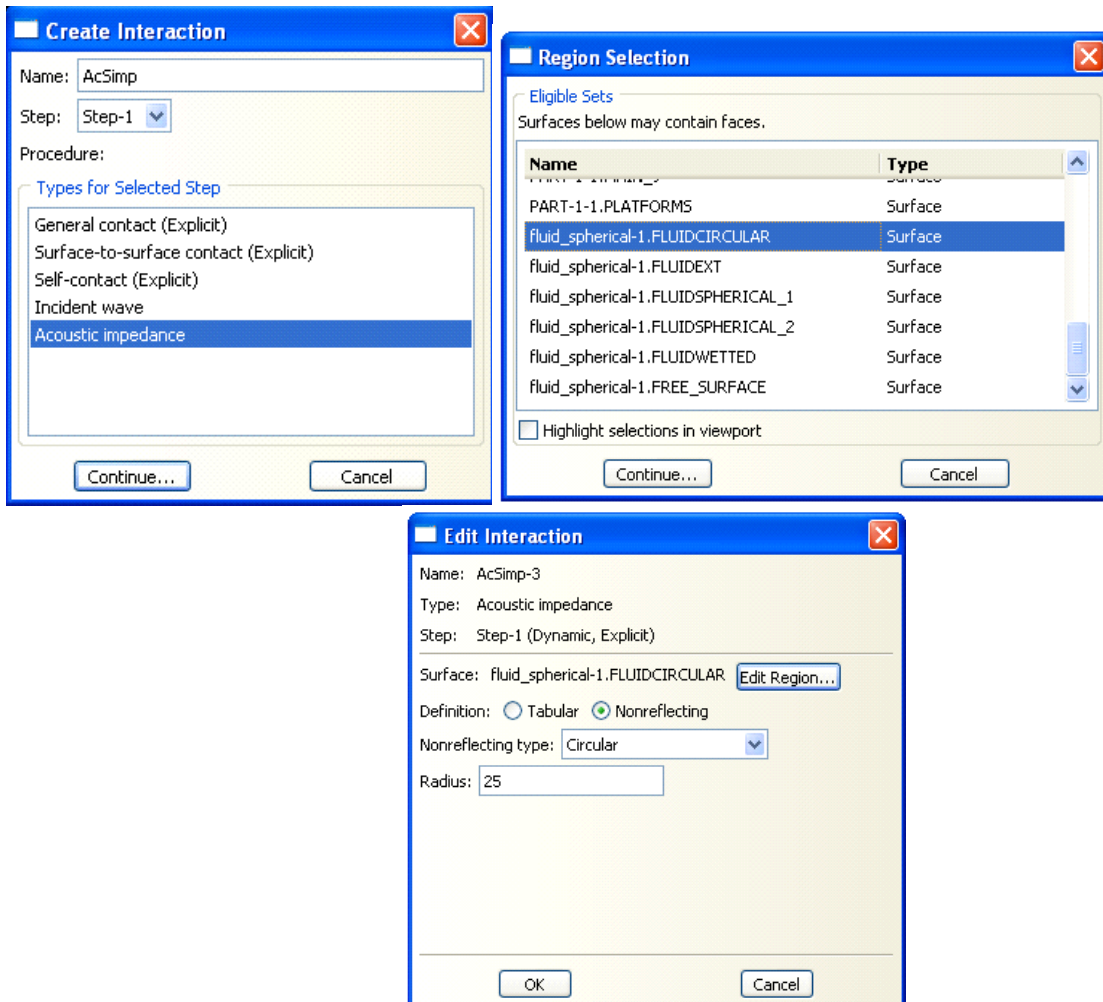 Create Interaction
Name: AcSimp
Step: Step-1
Procedure:
Types for Selected Step
General contact (Explicit)
Surface-to-surface contact (Explicit)
Self-contact (Explicit)
Incident wave
Acoustic impedance
Continue... Cancel
Region Selection
Eligible Sets
Surfaces below may contain faces.
Name Type
PART-1-1.PLATFORMS Surface
fluid_spherical-1.FLUIDCIRCULAR Surface
fluid_spherical-1.FLUIDEXT Surface
fluid_spherical-1.FLUIDSPHERICAL_1 Surface
fluid_spherical-1.FLUIDSPHERICAL_2 Surface
fluid_spherical-1.FLUIDWETTED Surface
fluid_spherical-1.FREE_SURFACE Surface
Highlight selections in viewport
Continue... Cancel
Edit Interaction
Name: AcSimp-3
Type: Acoustic impedance
Step: Step-1 (Dynamic, Explicit)
Surface: fluid_spherical-1.FLUIDCIRCULAR Edit Region...
Definition: Tabular Nonreflecting
Nonreflecting type: Circular
Radius: 25
OK Cancel